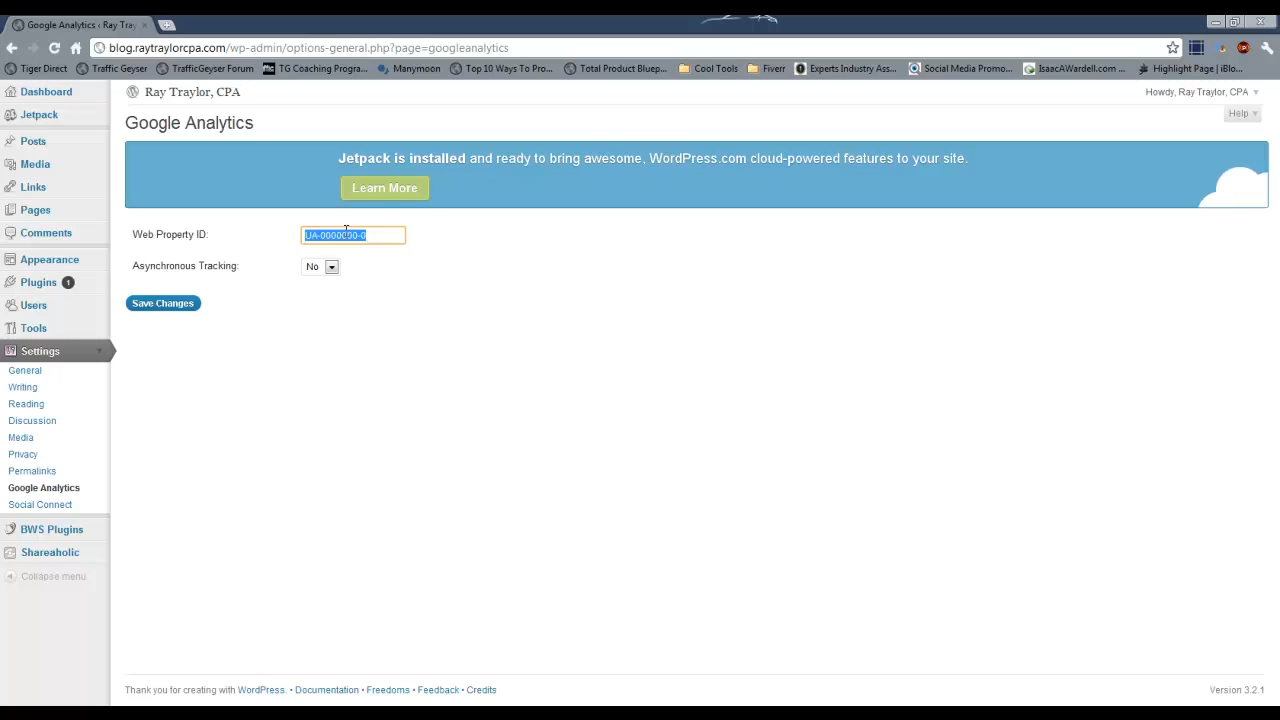 Google Analytics ‹ Ray Tray
blog.raytraylorcpa.com/wp-admin/options-general.php?page=googleanalytics
Tiger Direct Traffic Geyser TrafficGeyser Forum TG Coaching Progra... Manymoon Top 10 Ways To Pro... Total Product Bluep... Cool Tools Fiverr Experts Industry Ass... Social Media Promo... IsaacAWardell.com ... Highlight Page | iBlo...
Dashboard
Jetpack
Posts
Media
Links
Pages
Comments
Appearance
Plugins 1
Users
Tools
Settings
General
Writing
Reading
Discussion
Media
Privacy
Permalinks
Google Analytics
Social Connect
BWS Plugins
Shareaholic
Collapse menu
Ray Traylor, CPA
Howdy, Ray Traylor, CPA
Help
Google Analytics
Jetpack is installed and ready to bring awesome, WordPress.com cloud-powered features to your site.
Learn More
Web Property ID: UA-0000000-0
Asynchronous Tracking: No
Save Changes
Thank you for creating with WordPress. • Documentation • Freedoms • Feedback • Credits
Version 3.2.1